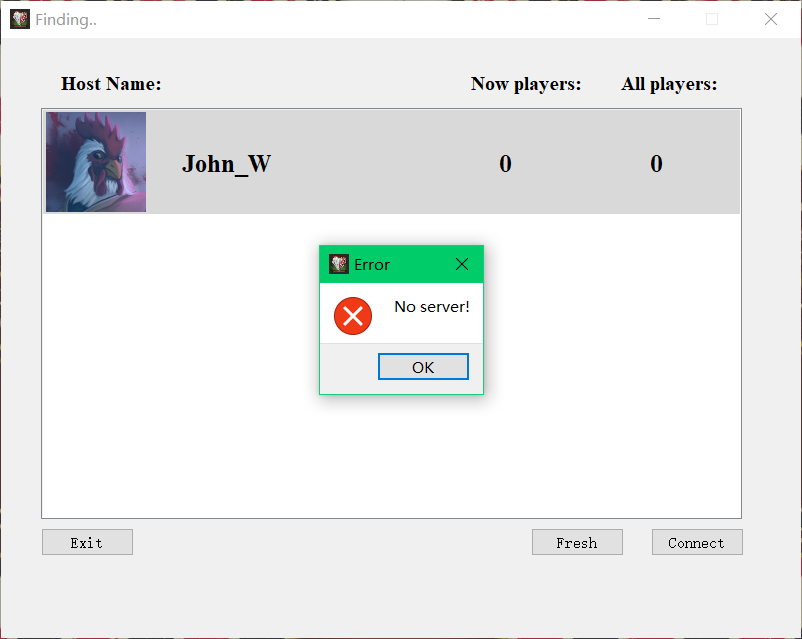 Finding..
Host Name: Now players: All players:
John_W 0 0
Error
No server!
OK
Exit Fresh Connect